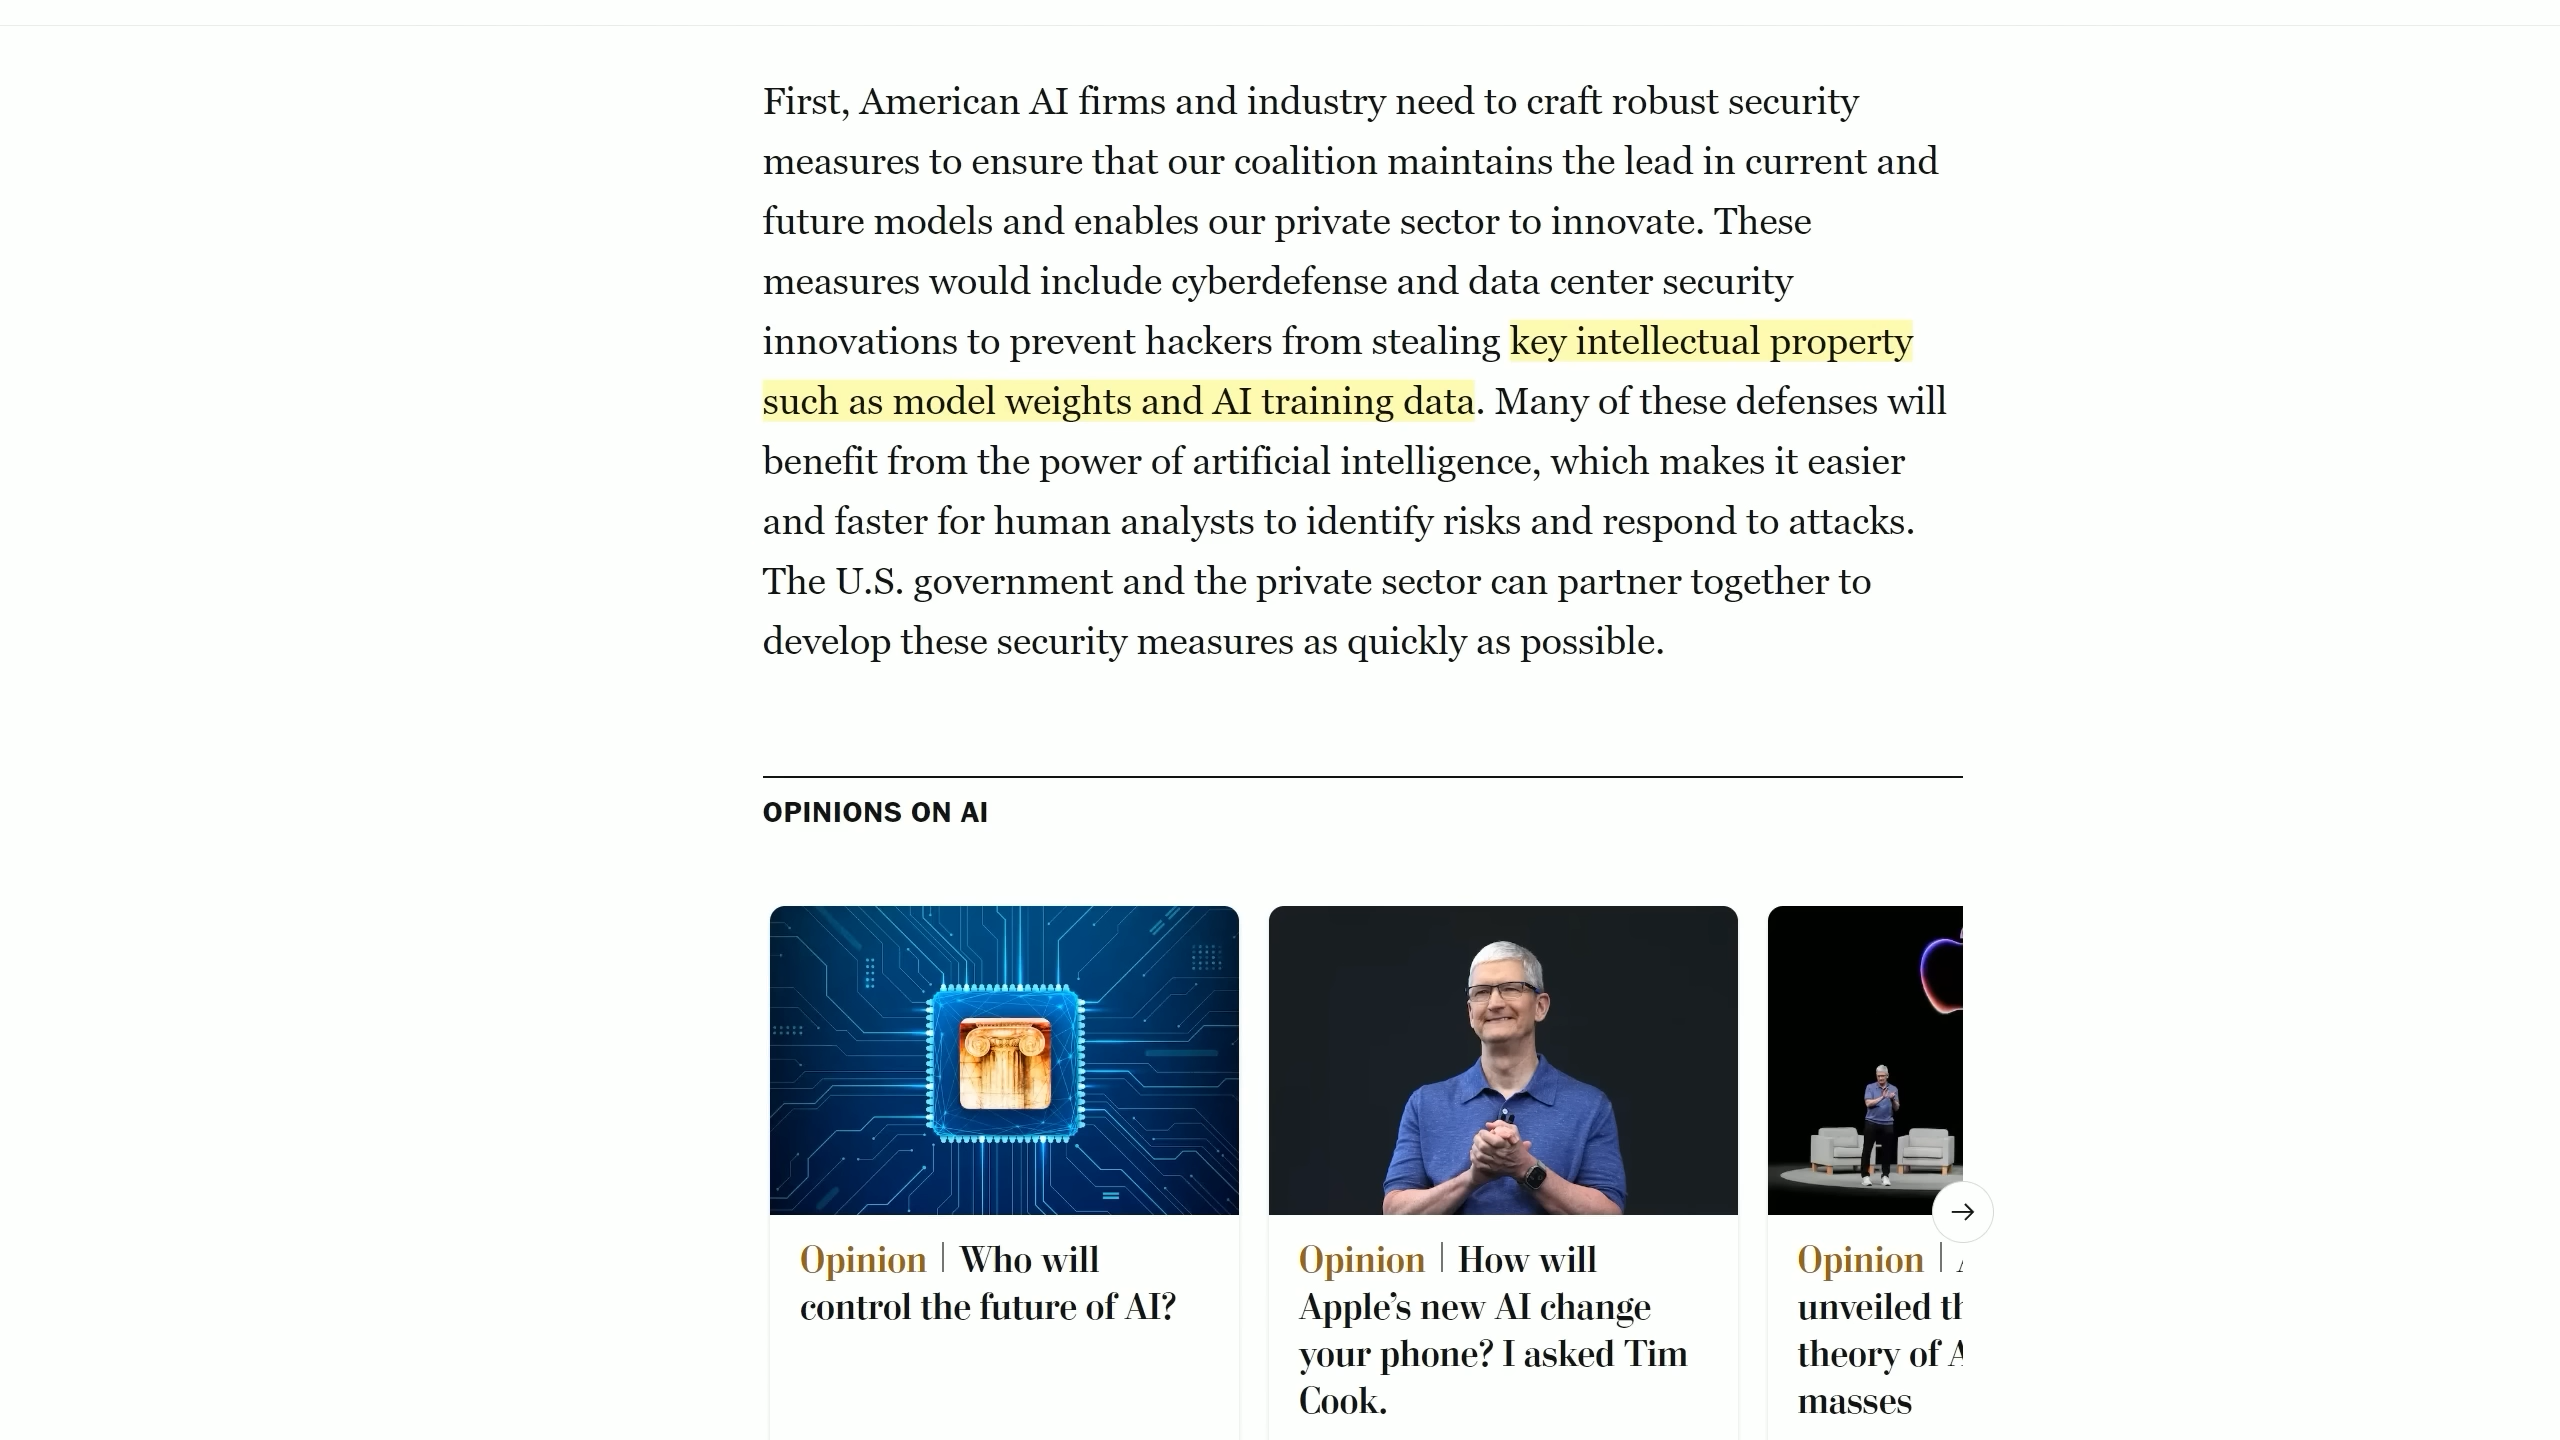 First, American AI firms and industry need to craft robust security
measures to ensure that our coalition maintains the lead in current and
future models and enables our private sector to innovate. These
measures would include cyberdefense and data center security
innovations to prevent hackers from stealing key intellectual property
such as model weights and AI training data. Many of these defenses will
benefit from the power of artificial intelligence, which makes it easier
and faster for human analysts to identify risks and respond to attacks.
The U.S. government and the private sector can partner together to
develop these security measures as quickly as possible.
OPINIONS ON AI
Opinion | Who will
control the future of AI?
Opinion | How will
Apple’s new AI change
your phone? I asked Tim
Cook.
Opinion |
unveiled
theory of
masses